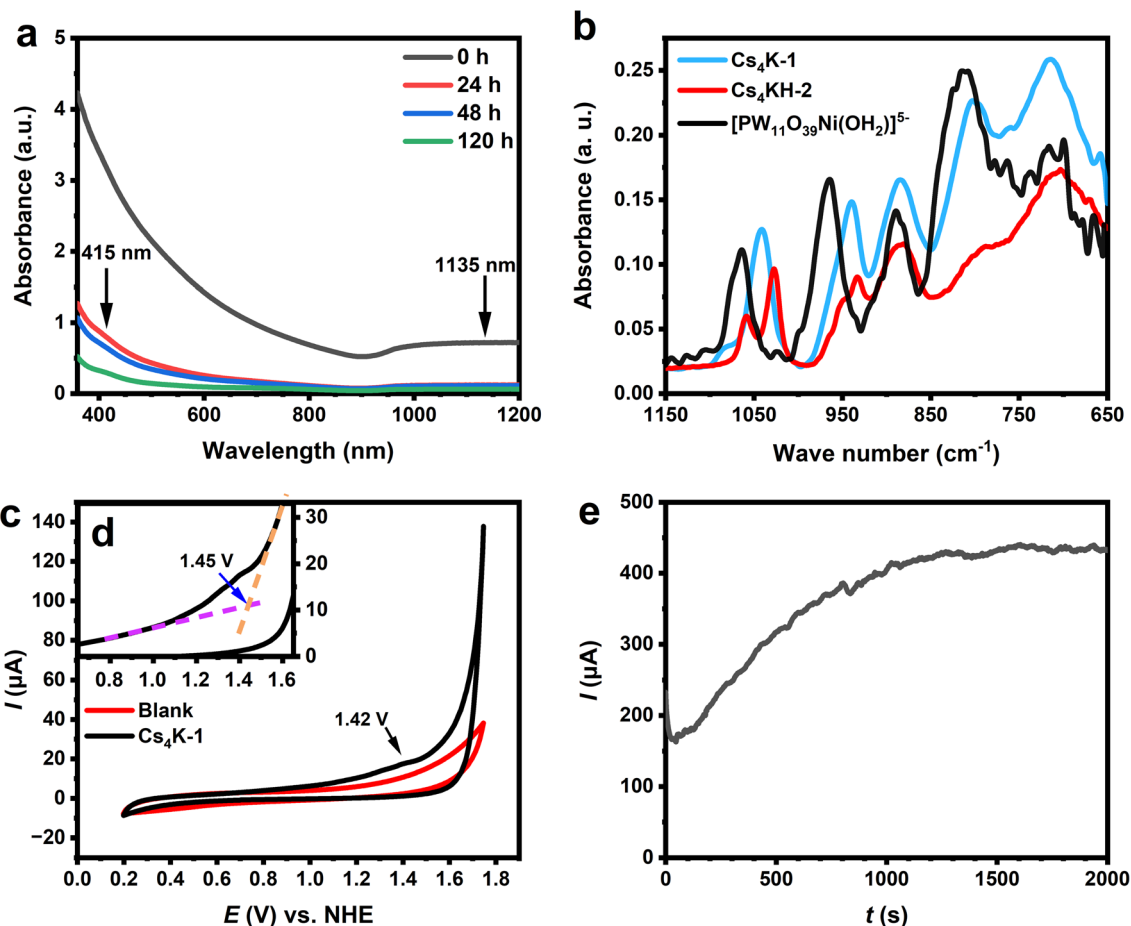 a
5
4
3
2
1
0
400 600 800 1000 1200
Absorbance (a.u.)
Wavelength (nm)
0 h
24 h
48 h
120 h
415 nm
1135 nm
b
0.25
0.20
0.15
0.10
0.05
0.00
1150 1050 950 850 750 650
Absorbance (a. u.)
Wave number (cm⁻¹)
Cs₄K-1
Cs₄KH-2
[PW₁₁O₃₉Ni(OH₂)]⁵⁻
c
140
120
100
80
60
40
20
0
−20
0.0 0.2 0.4 0.6 0.8 1.0 1.2 1.4 1.6 1.8
I (µA)
E (V) vs. NHE
Blank
Cs₄K-1
1.42 V
d
1.45 V
30
20
10
0
0.8 1.0 1.2 1.4 1.6
e
500
400
300
200
100
0
0 500 1000 1500 2000
I (µA)
t (s)